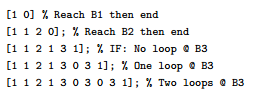 [1 0] % Reach B1 then end
[1 1 2 0]; % Reach B2 then end
[1 1 2 1 3 1]; % IF: No loop @ B3
[1 1 2 1 3 0 3 1]; % One loop @ B3
[1 1 2 1 3 0 3 0 3 1]; % Two loops @ B3